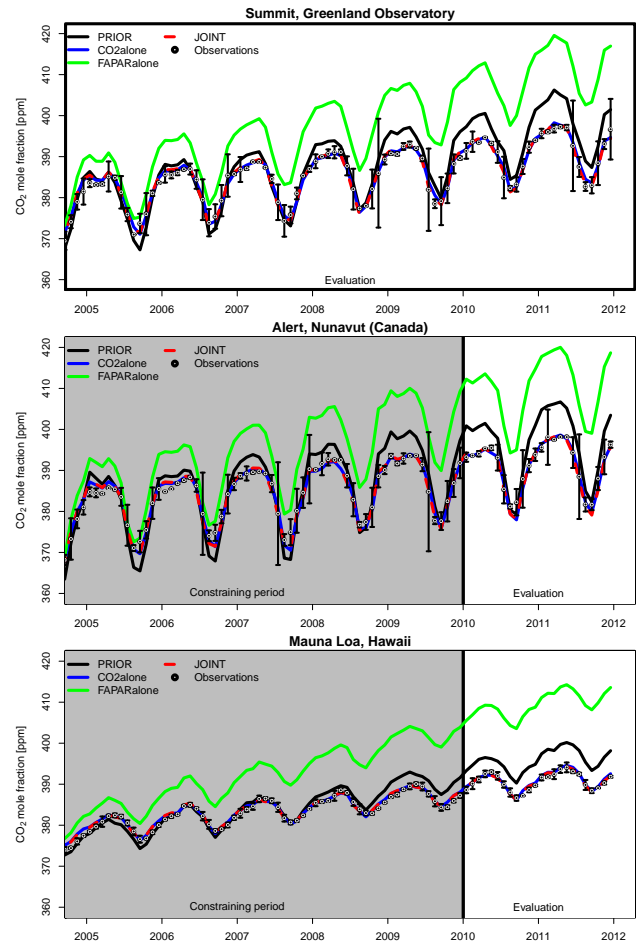 Summit, Greenland Observatory
CO2 mole fraction [ppm]
420
410
400
390
380
370
360
PRIOR
CO2alone
FAPARalone
JOINT
Observations
Evaluation
2005 2006 2007 2008 2009 2010 2011 2012
Alert, Nunavut (Canada)
CO2 mole fraction [ppm]
420
410
400
390
380
370
360
PRIOR
CO2alone
FAPARalone
JOINT
Observations
Constraining period
Evaluation
2005 2006 2007 2008 2009 2010 2011 2012
Mauna Loa, Hawaii
CO2 mole fraction [ppm]
420
410
400
390
380
370
360
PRIOR
CO2alone
FAPARalone
JOINT
Observations
Constraining period
Evaluation
2005 2006 2007 2008 2009 2010 2011 2012